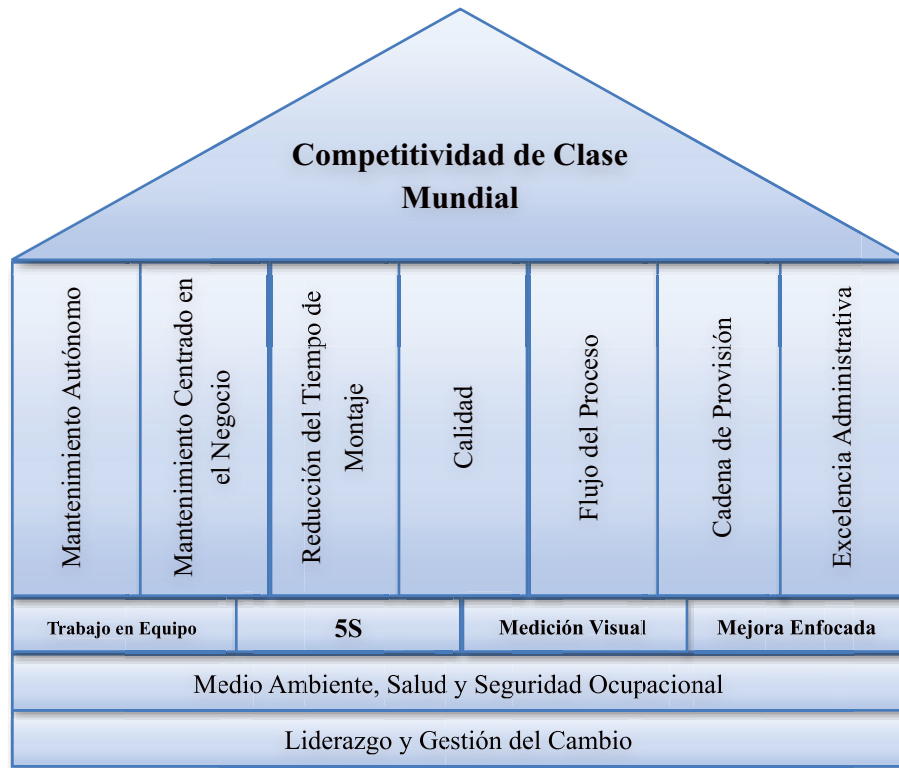 Competitividad de Clase
Mundial
Mantenimiento Autónomo
Mantenimiento Centrado en
el Negocio
Reducción del Tiempo de
Montaje
Calidad
Flujo del Proceso
Cadena de Provisión
Excelencia Administrativa
Trabajo en Equipo
5S
Medición Visual
Mejora Enfocada
Medio Ambiente, Salud y Seguridad Ocupacional
Liderazgo y Gestión del Cambio